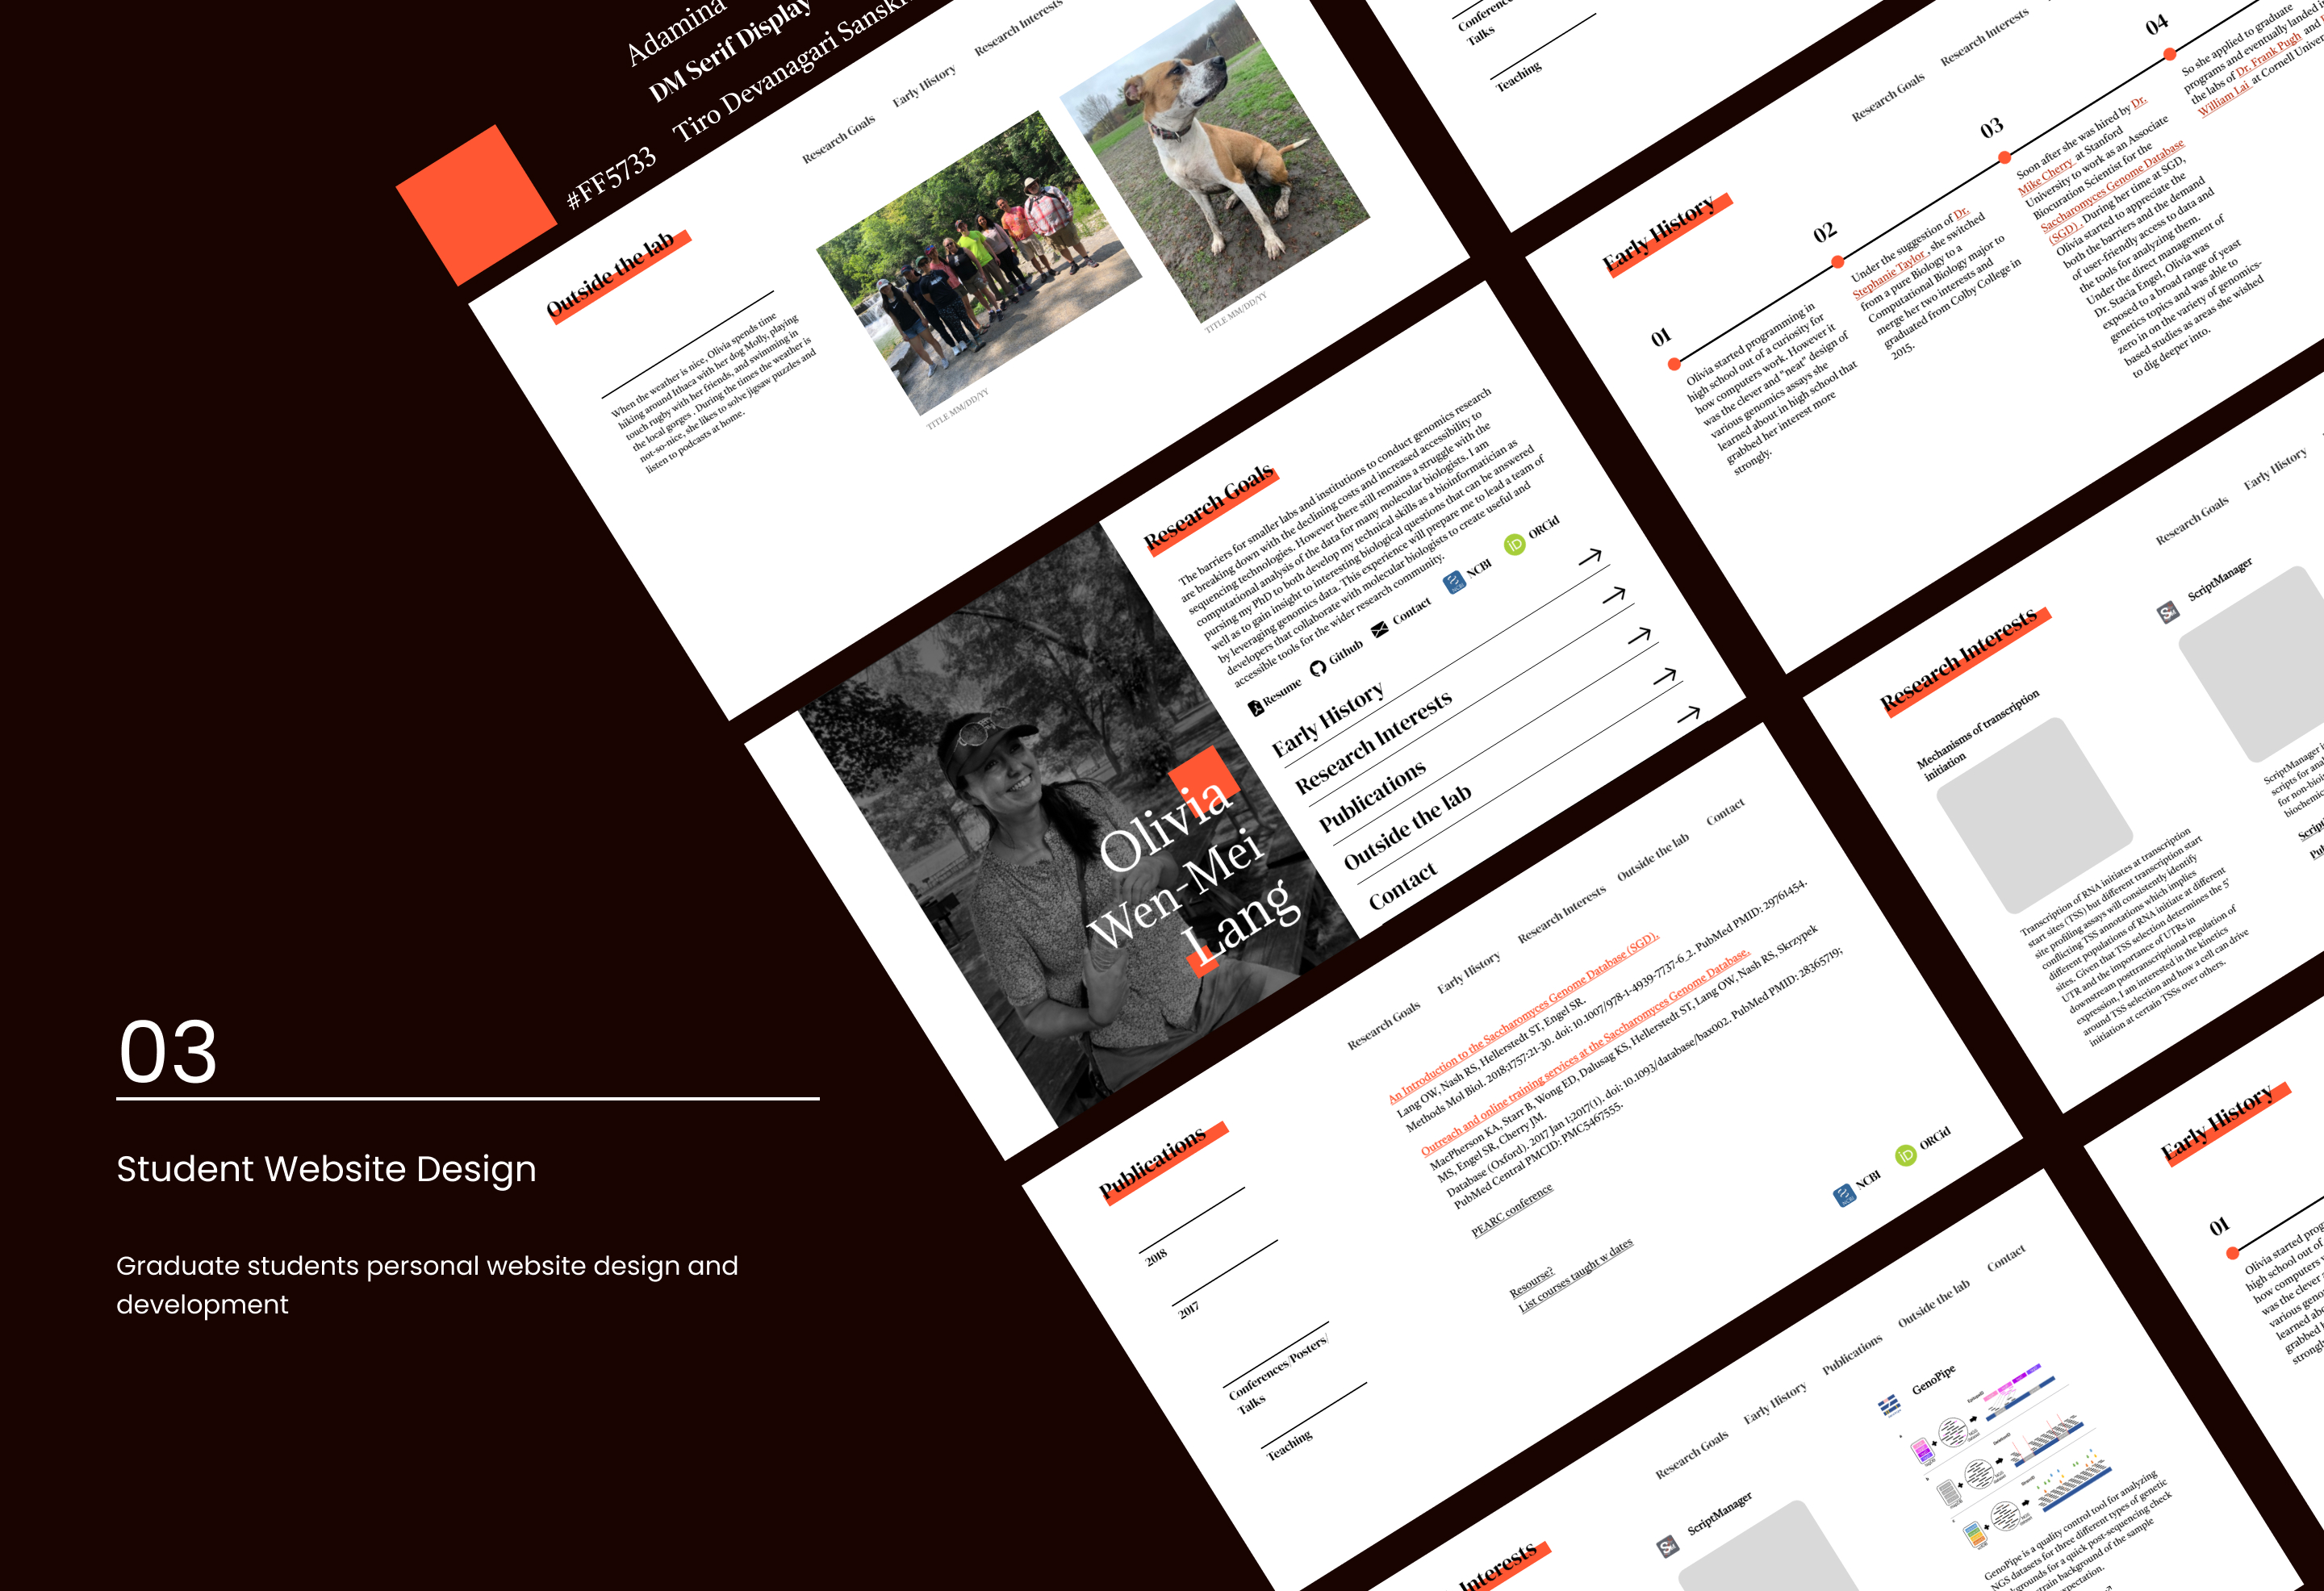 Adamina
DM Serif Display
Tiro Devanagari Sanskri
#FF5733
03
Student Website Design
Graduate students personal website design and
development
Research Goals
Early History
Research Interests
Outside the lab
When the weather is nice, Olivia spends time
hiking around Ithaca with her dog Molly, playing
touch rugby with her friends, and swimming in
the local gorges . During the times the weather is
not-so-nice, she likes to solve jigsaw puzzles and
listen to podcasts at home.
TITLE MM/DD/YY
TITLE MM/DD/YY
Olivia
Wen-Mei
Lang
Research Goals
The barriers for smaller labs and institutions to conduct genomics research
are breaking down with the declining costs and increased accessibility to
sequencing technologies. However there still remains a struggle with the
computational analysis of the data for many molecular biologists. I am
pursing my PhD to both develop my technical skills as a bioinformatician as
well as to gain insight to interesting biological questions that can be answered
by leveraging genomics data. This experience will prepare me to lead a team of
developers that collaborate with molecular biologists to create useful and
accessible tools for the wider research community.
Resume
Github
Contact
NCBI
iD ORCid
Early History
Research Interests
Publications
Outside the lab
Contact
Research Goals
Early History
Research Interests
Outside the lab
Contact
Publications
2018
2017
Conferences/Posters/
Talks
Teaching
An Introduction to the Saccharomyces Genome Database (SGD).
Lang OW, Nash RS, Hellerstedt ST, Engel SR.
Methods Mol Biol. 2018;1757:21-30. doi: 10.1007/978-1-4939-7737-6_2. PubMed PMID: 29761454.
Outreach and online training services at the Saccharomyces Genome Database.
MacPherson KA, Starr B, Wong ED, Dalusag KS, Hellerstedt ST, Lang OW, Nash RS, Skrzypek
MS, Engel SR, Cherry JM.
Database (Oxford). 2017 Jan 1;2017(1). doi: 10.1093/database/bax002. PubMed PMID: 28365719;
PubMed Central PMCID: PMC5467555.
PEARC conference
Resourse?
List courses taught w dates
NCBI
iD ORCid
Research Goals
Early History
Publications
Outside the lab
Contact
Interests
ScriptManager
GenoPipe
GenoPipe is a quality control tool for analyzing
NGS datasets for three different types of genetic
kgrounds for a quick post-sequencing check
train background of the sample
xpectation.
Conference
Talks
Teaching
Research Goals
Research Interests
Early History
01
Olivia started programming in
high school out of a curiosity for
how computers work. However it
was the clever and "neat" design of
various genomics assays she
learned about in high school that
grabbed her interest more
strongly.
02
Under the suggestion of Dr.
Stephanie Taylor , she switched
from a pure Biology to a
Computational Biology major to
merge her two interests and
graduated from Colby College in
2015.
03
Soon after she was hired by Dr.
Mike Cherry at Stanford
University to work as an Associate
Biocuration Scientist for the
Saccharomyces Genome Database
(SGD) . During her time at SGD,
Olivia started to appreciate the
both the barriers and the demand
of user-friendly access to data and
the tools for analyzing them.
Under the direct management of
Dr. Stacia Engel, Olivia was
exposed to a broad range of yeast
genetics topics and was able to
zero in on the variety of genomics-
based studies as areas she wished
to dig deeper into.
04
So she applied to graduate
programs and eventually landed i
the labs of Dr. Frank Pugh and
William Lai at Cornell Univer
Research Goals
Early History
Research Interests
Mechanisms of transcription
initiation
Transcription of RNA initiates at transcription
start sites (TSS) but different transcription start
site profiling assays will consistently identify
conflicting TSS annotations which implies
different populations of RNA initiate at different
sites. Given that TSS selection determines the 5'
UTR and the importance of UTRs in
downstream posttranscriptional regulation of
expression, I am interested in the kinetics
around TSS selection and how a cell can drive
initiation at certain TSSs over others.
ScriptManager
ScriptManager i
scripts for anal
for non-bioi
biochemic
Script
Pub
Early History
01
Olivia started prog
high school out of
how computers w
was the clever a
various geno
learned abo
grabbed h
strongl